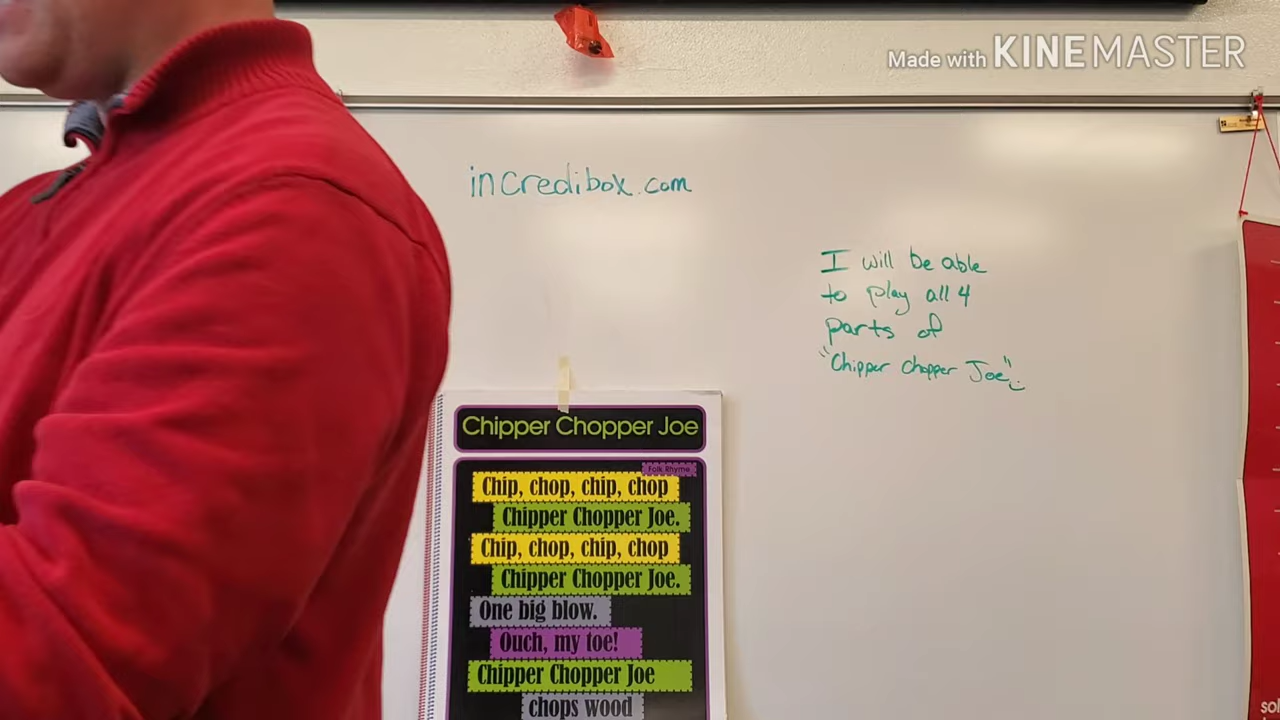 Made with KINEMASTER
incredibox.com
I will be able
to play all 4
parts of
"Chipper Chopper Joe".
Chipper Chopper Joe
Folk Rhyme
Chip, chop, chip, chop
Chipper Chopper Joe.
Chip, chop, chip, chop
Chipper Chopper Joe.
One big blow.
Ouch, my toe!
Chipper Chopper Joe
chops wood